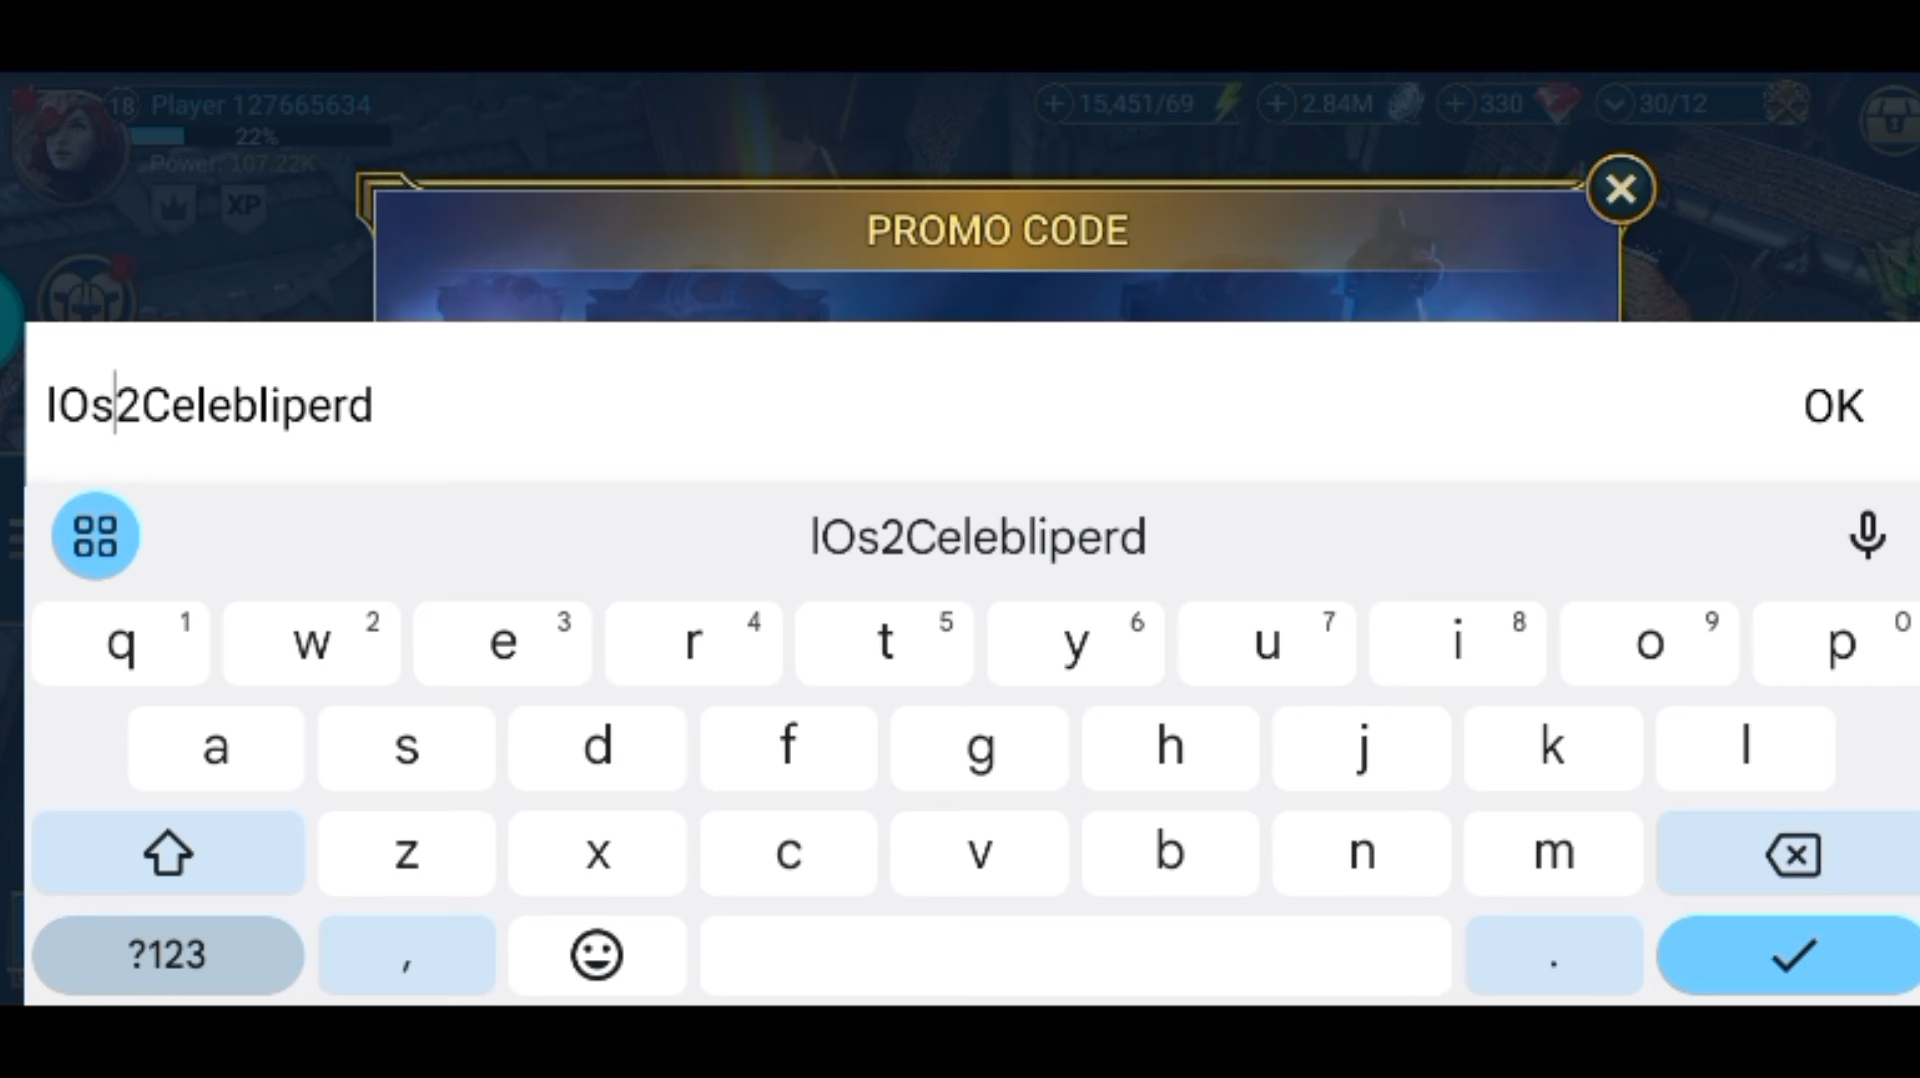 18 Player 127665634
15,451/69
2.84M
330
30/12
22%
Power: 107.22K
XP
PROMO CODE
lOs2Celebliperd
OK
lOs2Celebliperd
q 1 w 2 e 3 r 4 t 5 y 6 u 7 i 8 o 9 p 0
a s d f g h j k l
z x c v b n m
?123 , .